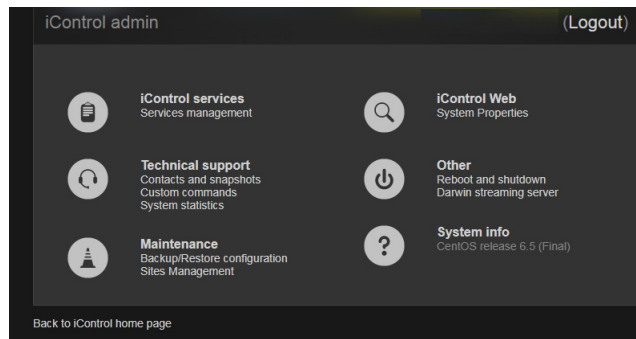 iControl admin
(Logout)
iControl services
Services management
iControl Web
System Properties
Technical support
Contacts and snapshots
Custom commands
System statistics
Other
Reboot and shutdown
Darwin streaming server
Maintenance
Backup/Restore configuration
Sites Management
System info
CentOS release 6.5 (Final)
Back to iControl home page